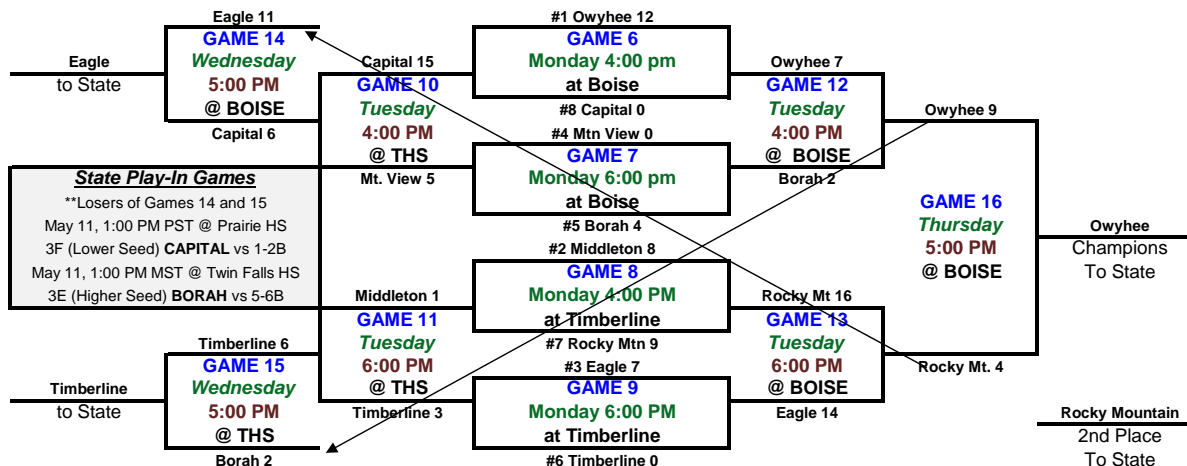 Eagle 11
GAME 14
Wednesday
5:00 PM
@ BOISE
Capital 6
Eagle
to State
State Play-In Games
**Losers of Games 14 and 15
May 11, 1:00 PM PST @ Prairie HS
3F (Lower Seed) CAPITAL vs 1-2B
May 11, 1:00 PM MST @ Twin Falls HS
3E (Higher Seed) BORAH vs 5-6B
Timberline 6
GAME 15
Wednesday
5:00 PM
@ THS
Borah 2
Timberline
to State
Capital 15
GAME 10
Tuesday
4:00 PM
@ THS
Mt. View 5
Middleton 1
GAME 11
Tuesday
6:00 PM
@ THS
Timberline 3
#1 Owyhee 12
GAME 6
Monday 4:00 pm
at Boise
#8 Capital 0
#4 Mtn View 0
GAME 7
Monday 6:00 pm
at Boise
#5 Borah 4
#2 Middleton 8
GAME 8
Monday 4:00 PM
at Timberline
#7 Rocky Mtn 9
#3 Eagle 7
GAME 9
Monday 6:00 PM
at Timberline
#6 Timberline 0
Owyhee 7
GAME 12
Tuesday
4:00 PM
@ BOISE
Borah 2
Rocky Mt 16
GAME 13
Tuesday
6:00 PM
@ BOISE
Eagle 14
Owyhee 9
GAME 16
Thursday
5:00 PM
@ BOISE
Rocky Mt. 4
Owyhee
Champions
To State
Rocky Mountain
2nd Place
To State